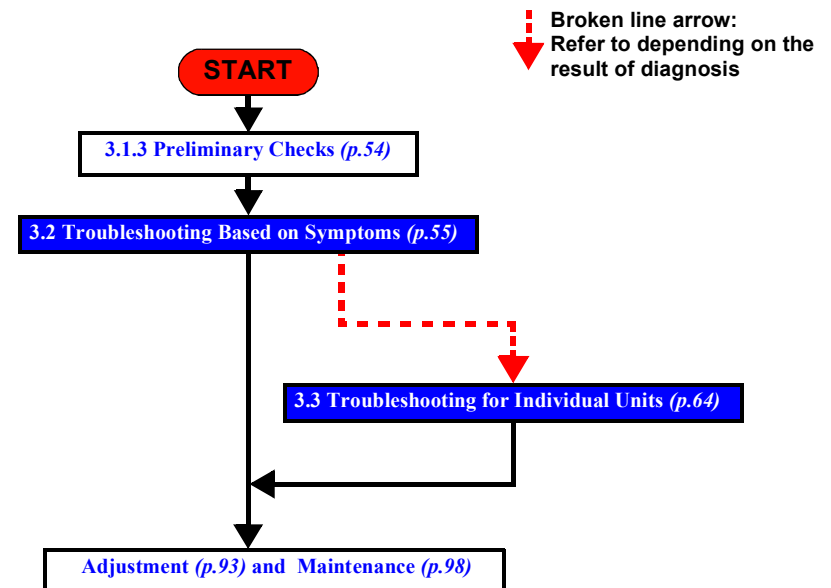 Broken line arrow:
Refer to depending on the
result of diagnosis
START
3.1.3 Preliminary Checks (p.54)
3.2 Troubleshooting Based on Symptoms (p.55)
3.3 Troubleshooting for Individual Units (p.64)
Adjustment (p.93) and Maintenance (p.98)